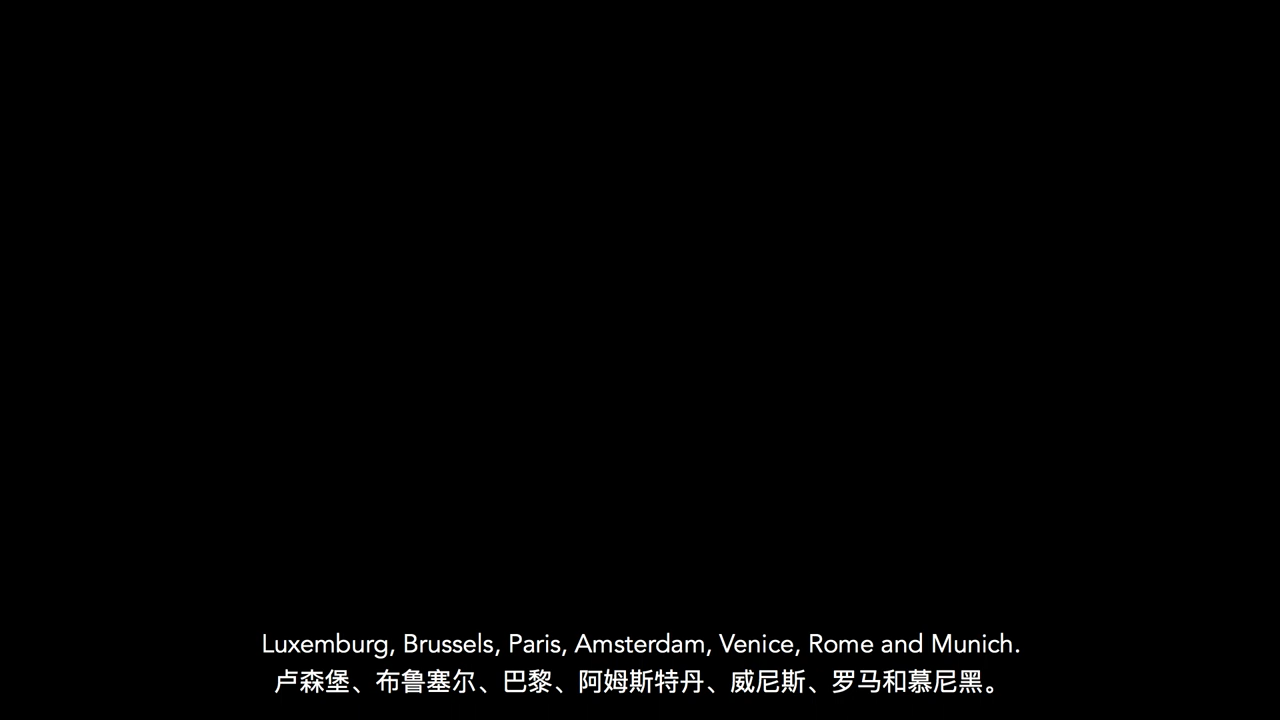 Luxemburg, Brussels, Paris, Amsterdam, Venice, Rome and Munich.
卢森堡、布鲁塞尔、巴黎、阿姆斯特丹、威尼斯、罗马和慕尼黑。